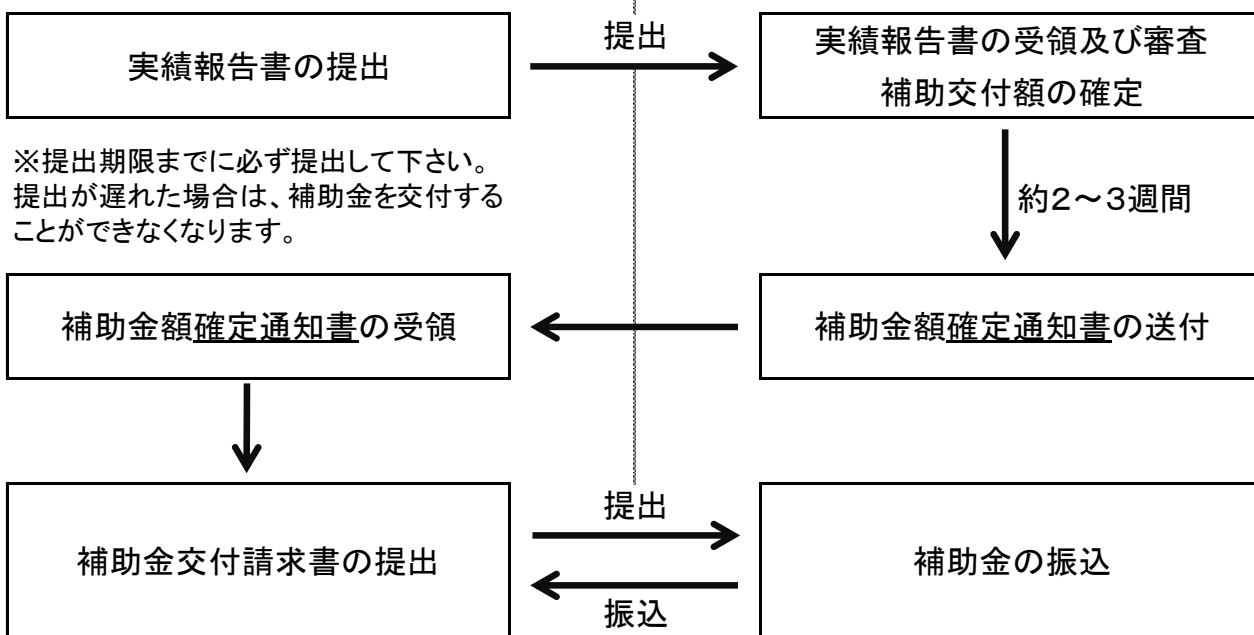 実績報告書の提出
提出
実績報告書の受領及び審査
補助交付額の確定
※提出期限までに必ず提出して下さい。
提出が遅れた場合は、補助金を交付する
ことができなくなります。
約2～3週間
補助金額確定通知書の受領
補助金額確定通知書の送付
補助金交付請求書の提出
提出
振込
補助金の振込